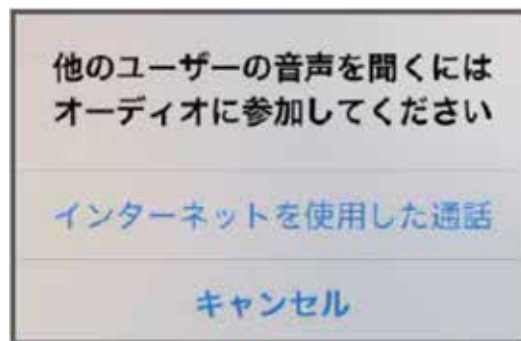 他のユーザーの音声を聞くには
オーディオに参加してください
インターネットを使用した通話
キャンセル